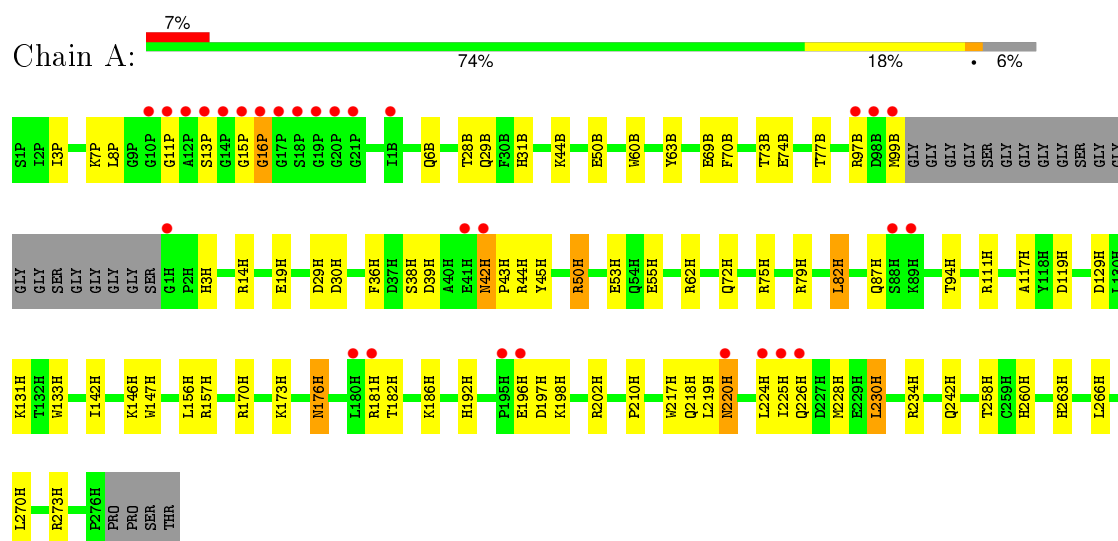 7%
Chain A:
74% 18% • 6%
S1P I2P I3P K7P L8P G9P G10P G11P A12P S13P G14P G15P G16P G17P S18P G19P G20P G21P I1B Q6B T28B Q29B F30B H31B K44B E50B W60B Y63B E69B F70B T73B E74B T77B R97B D98B M99B GLY GLY GLY GLY SER GLY GLY GLY GLY SER GLY GLY
GLY GLY SER GLY GLY GLY GLY SER G1H P2H H3H R14H E19H D29H D30H F36H D37H S38H D39H A40H E41H N42H P43H R44H Y45H R50H E53H Q54H E55H R62H Q72H R75H R79H L82H Q87H S88H K89H T94H R111H A117H Y118H D119H D129H L130H
K131H T132H W133H I142H K146H W147H L156H R157H R170H K173H N176H L180H R181H T182H K186H H192H P195H E196H D197H K198H R202H P210H W217H Q218H L219H N220H L224H I225H Q226H D227H M228H E229H L230H R234H Q242H T258H C259H H260H H263H L266H
L270H R273H P276H PRO PRO SER THR